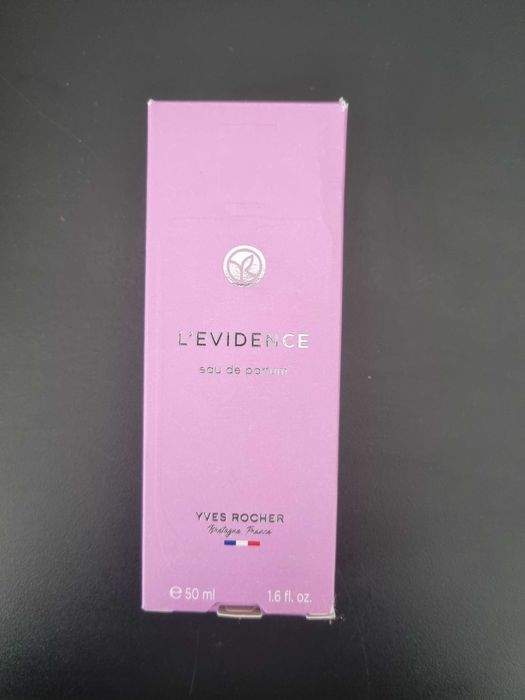 L'EVIDENCE
eau de parfum
YVES ROCHER
Bretagne France
℮ 50 ml 1.6 fl. oz.